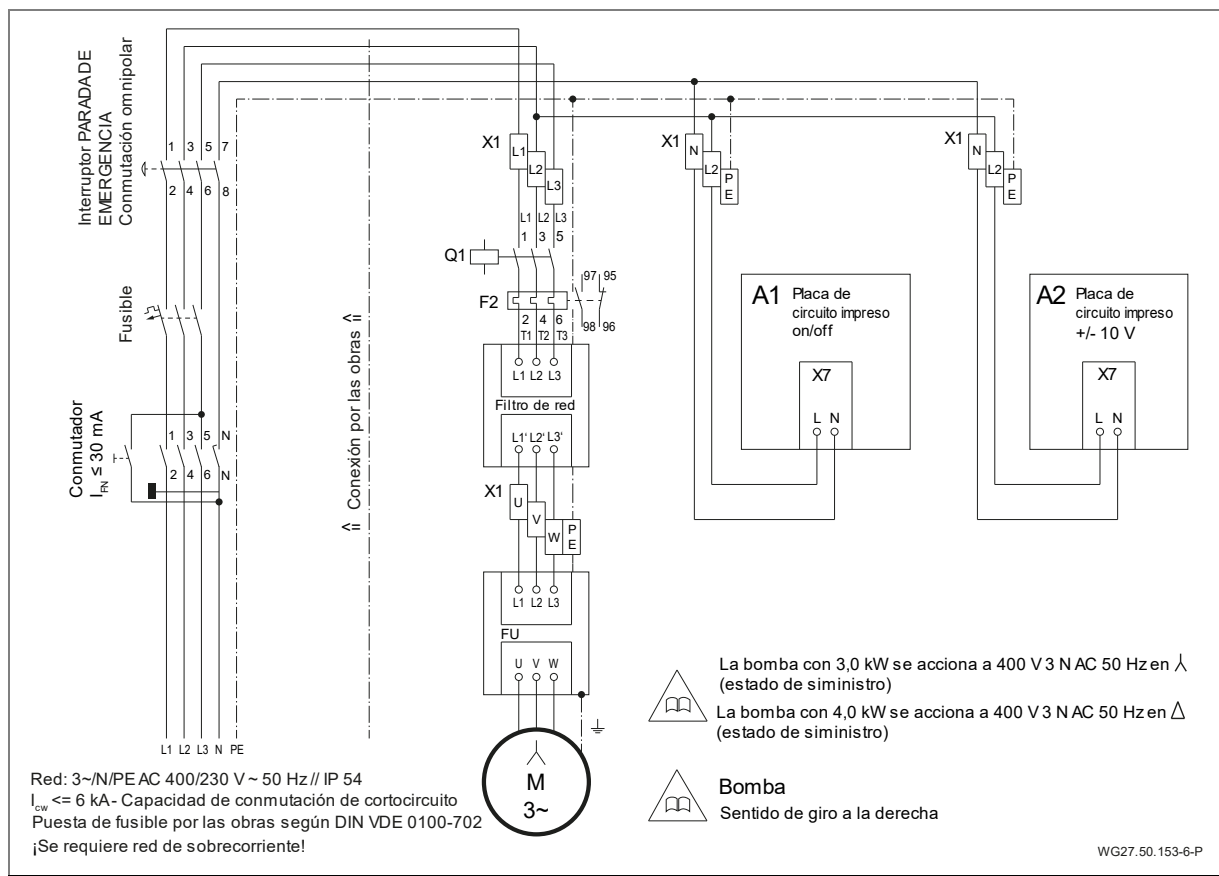 Interruptor PARADA DE
EMERGENCIA
Conmutación omnipolar
1 3 5 7
2 4 6 8
Fusible
Conmutador
I_FN ≤ 30 mA
1 3 5 N
2 4 6 N
L1 L2 L3 N PE
Conexión por las obras
X1
L1
L2
L3
L1 L2 L3
1 3 5
Q1
F2
97 95
98 96
2 4 6
T1 T2 T3
L1 L2 L3
Filtro de red
L1' L2' L3'
X1
U
V
W
PE
L1 L2 L3
FU
U V W
M
3~
X1
N
L2
PE
A1 Placa de
circuito impreso
on/off
X7
L N
X1
N
L2
PE
A2 Placa de
circuito impreso
+/- 10 V
X7
L N
La bomba con 3,0 kW se acciona a 400 V 3 N AC 50 Hz en
(estado de siministro)
La bomba con 4,0 kW se acciona a 400 V 3 N AC 50 Hz en Δ
(estado de siministro)
Bomba
Sentido de giro a la derecha
Red: 3~/N/PE AC 400/230 V ~ 50 Hz // IP 54
I_cw <= 6 kA - Capacidad de conmutación de cortocircuito
Puesta de fusible por las obras según DIN VDE 0100-702
¡Se requiere red de sobrecorriente!
WG27.50.153-6-P